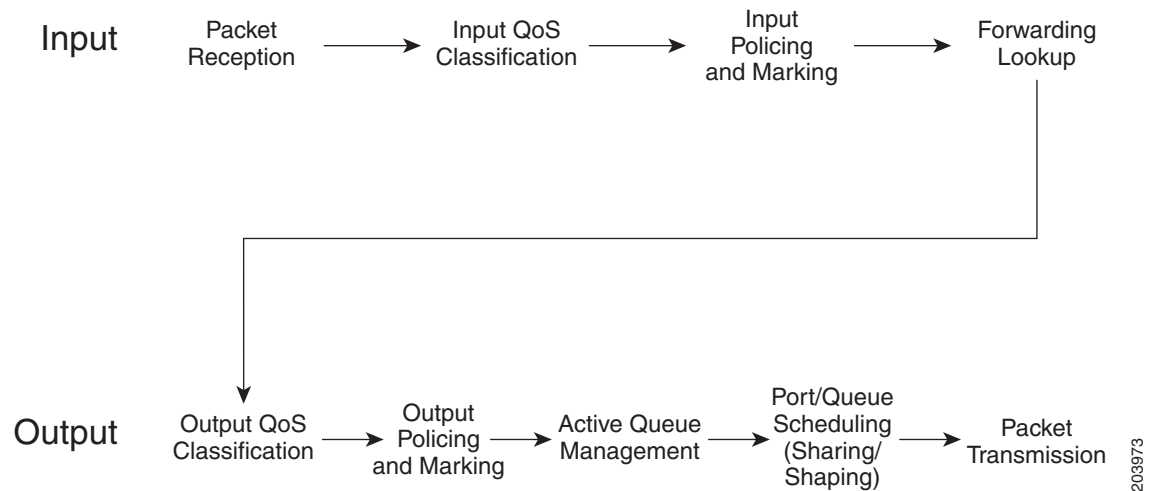 Input
Packet
Reception
Input QoS
Classification
Input
Policing
and Marking
Forwarding
Lookup
Output
Output QoS
Classification
Output
Policing
and Marking
Active Queue
Management
Port/Queue
Scheduling
(Sharing/
Shaping)
Packet
Transmission
203973